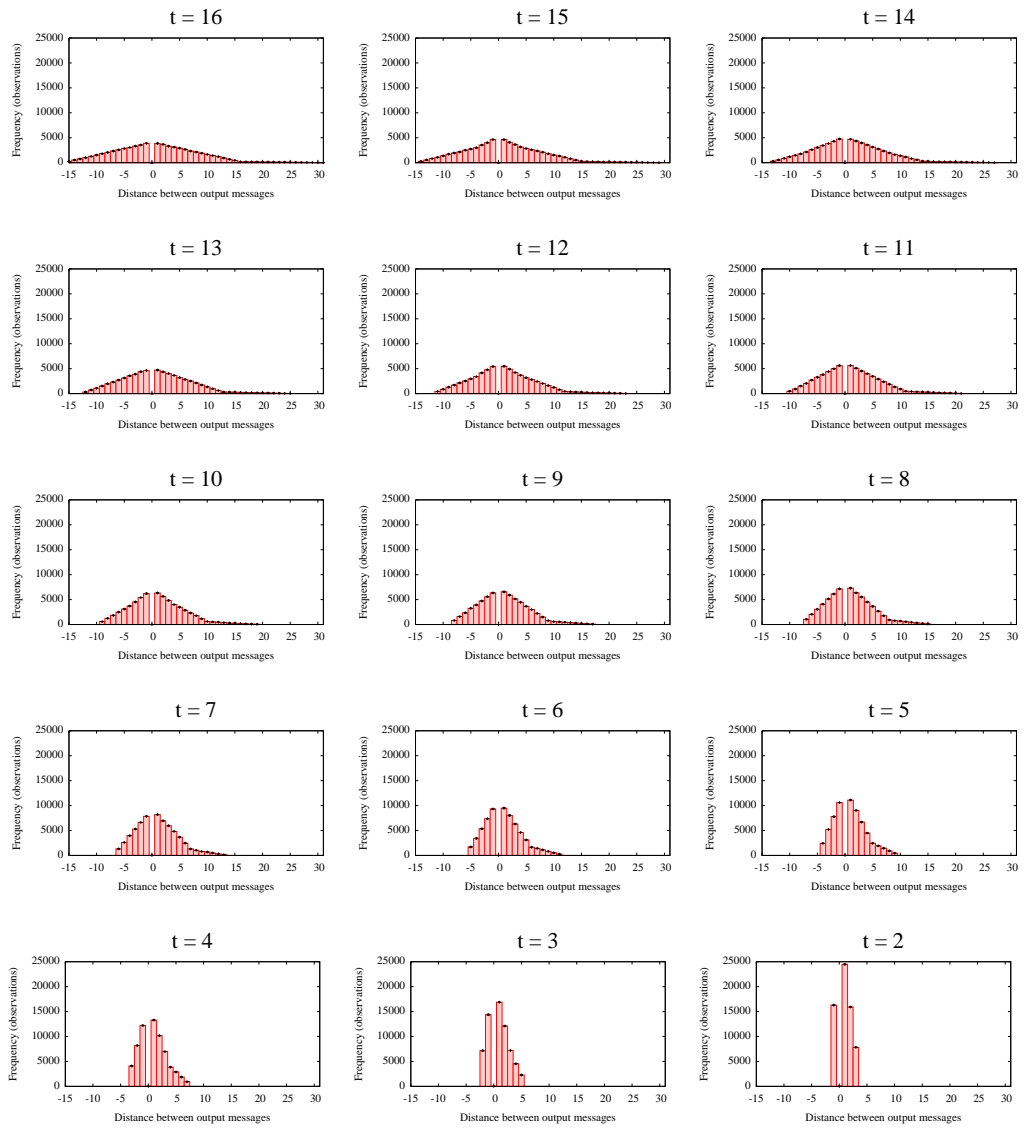 t = 16
t = 15
t = 14
Frequency (observations)
25000
20000
15000
10000
5000
0
-15 -10 -5 0 5 10 15 20 25 30
Distance between output messages
Frequency (observations)
25000
20000
15000
10000
5000
0
-15 -10 -5 0 5 10 15 20 25 30
Distance between output messages
Frequency (observations)
25000
20000
15000
10000
5000
0
-15 -10 -5 0 5 10 15 20 25 30
Distance between output messages
t = 13
t = 12
t = 11
Frequency (observations)
25000
20000
15000
10000
5000
0
-15 -10 -5 0 5 10 15 20 25 30
Distance between output messages
Frequency (observations)
25000
20000
15000
10000
5000
0
-15 -10 -5 0 5 10 15 20 25 30
Distance between output messages
Frequency (observations)
25000
20000
15000
10000
5000
0
-15 -10 -5 0 5 10 15 20 25 30
Distance between output messages
t = 10
t = 9
t = 8
Frequency (observations)
25000
20000
15000
10000
5000
0
-15 -10 -5 0 5 10 15 20 25 30
Distance between output messages
Frequency (observations)
25000
20000
15000
10000
5000
0
-15 -10 -5 0 5 10 15 20 25 30
Distance between output messages
Frequency (observations)
25000
20000
15000
10000
5000
0
-15 -10 -5 0 5 10 15 20 25 30
Distance between output messages
t = 7
t = 6
t = 5
Frequency (observations)
25000
20000
15000
10000
5000
0
-15 -10 -5 0 5 10 15 20 25 30
Distance between output messages
Frequency (observations)
25000
20000
15000
10000
5000
0
-15 -10 -5 0 5 10 15 20 25 30
Distance between output messages
Frequency (observations)
25000
20000
15000
10000
5000
0
-15 -10 -5 0 5 10 15 20 25 30
Distance between output messages
t = 4
t = 3
t = 2
Frequency (observations)
25000
20000
15000
10000
5000
0
-15 -10 -5 0 5 10 15 20 25 30
Distance between output messages
Frequency (observations)
25000
20000
15000
10000
5000
0
-15 -10 -5 0 5 10 15 20 25 30
Distance between output messages
Frequency (observations)
25000
20000
15000
10000
5000
0
-15 -10 -5 0 5 10 15 20 25 30
Distance between output messages